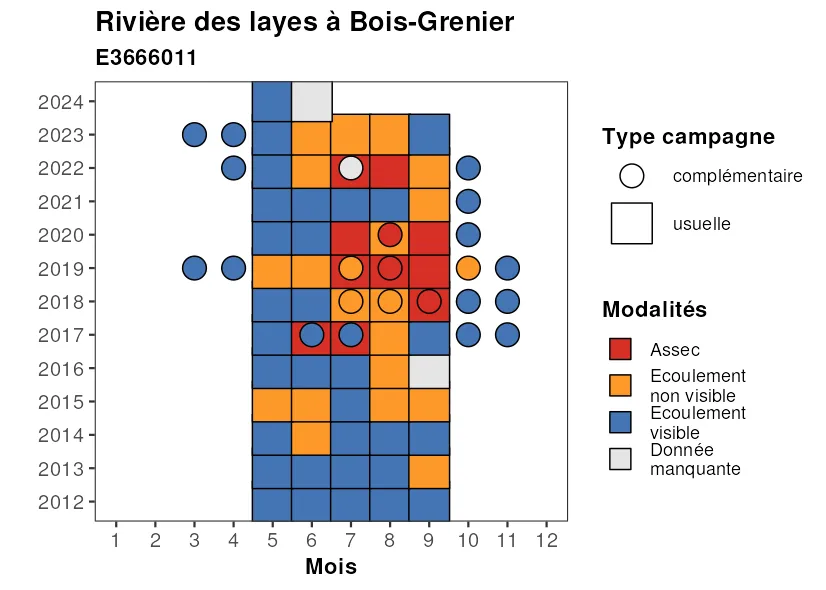 Rivière des layes à Bois-Grenier
E3666011
2024
2023
2022
2021
2020
2019
2018
2017
2016
2015
2014
2013
2012
1 2 3 4 5 6 7 8 9 10 11 12
Mois
Type campagne
complémentaire
usuelle
Modalités
Assec
Ecoulement
non visible
Ecoulement
visible
Donnée
manquante